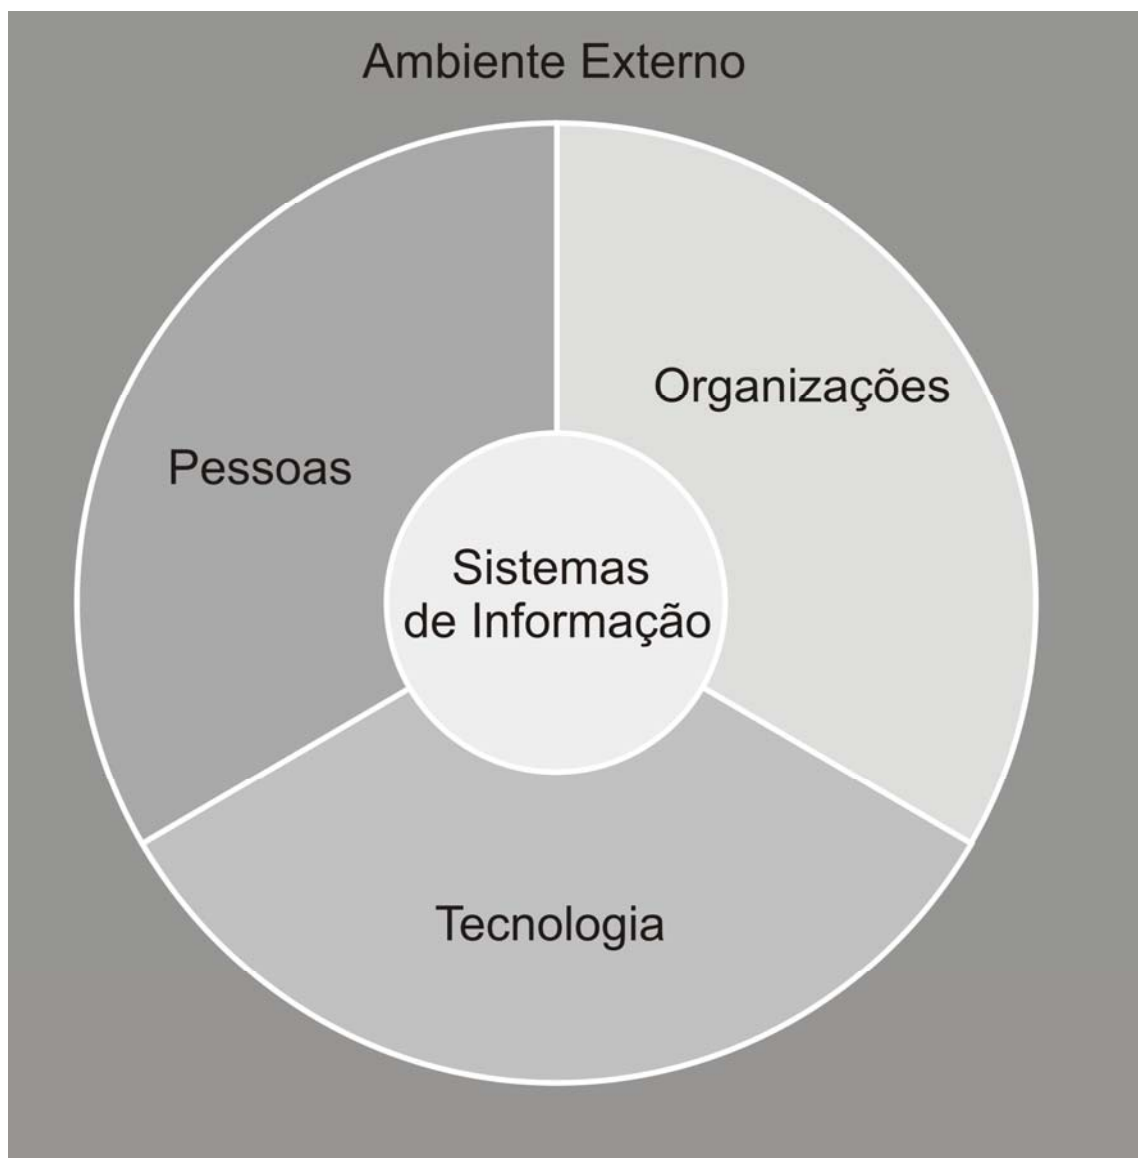 Ambiente Externo
Organizações
Pessoas
Sistemas
de Informação
Tecnologia